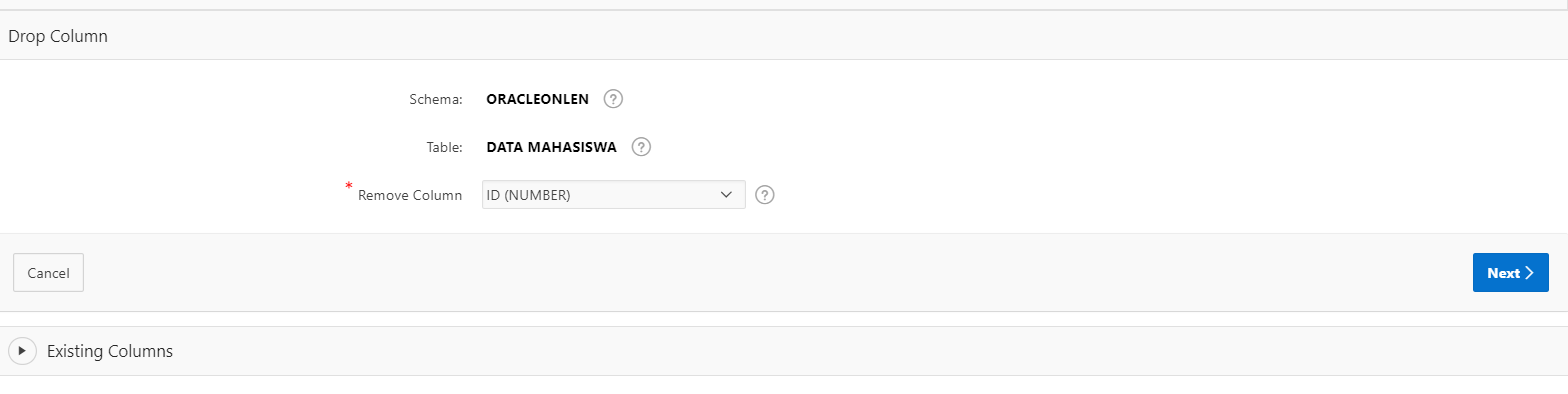 Drop Column
Schema: ORACLEONLEN ?
Table: DATA MAHASISWA ?
* Remove Column ID (NUMBER) ?
Cancel Next
Existing Columns